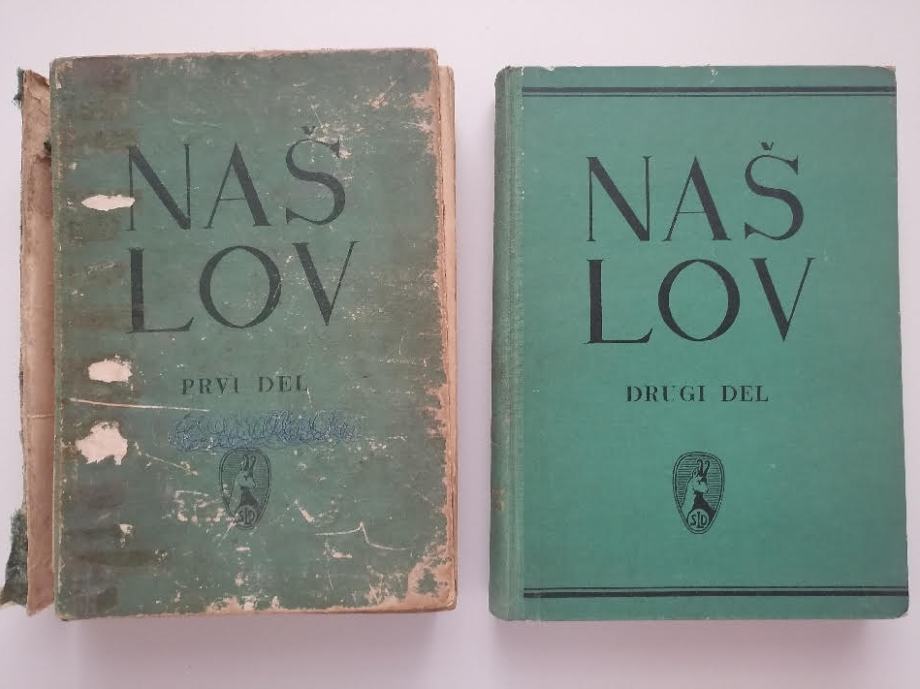 NAŠ
LOV
PRVI DEL
SLD
NAŠ
LOV
DRUGI DEL
SLD